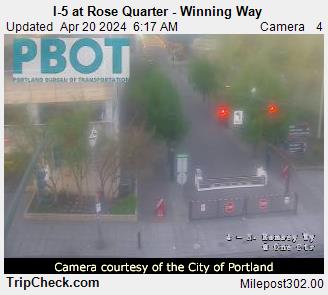 I-5 at Rose Quarter - Winning Way
Updated Apr 20 2024 6:17 AM Camera 4
PBOT
PORTLAND BUREAU OF TRANSPORTATION
Camera courtesy of the City of Portland
TripCheck.com Milepost302.00